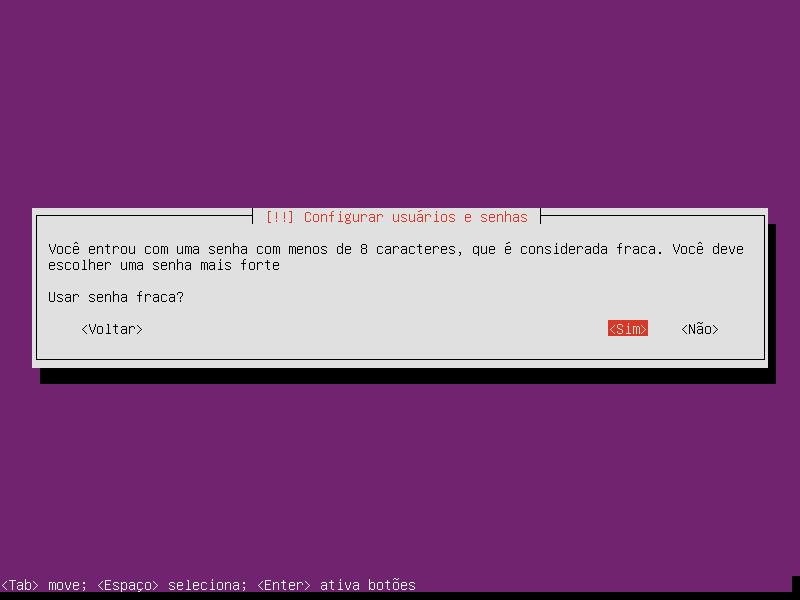 [!!] Configurar usuários e senhas
Você entrou com uma senha com menos de 8 caracteres, que é considerada fraca. Você deve
escolher uma senha mais forte
Usar senha fraca?
<Voltar> <Sim> <Não>
<Tab> move; <Espaço> seleciona; <Enter> ativa botões